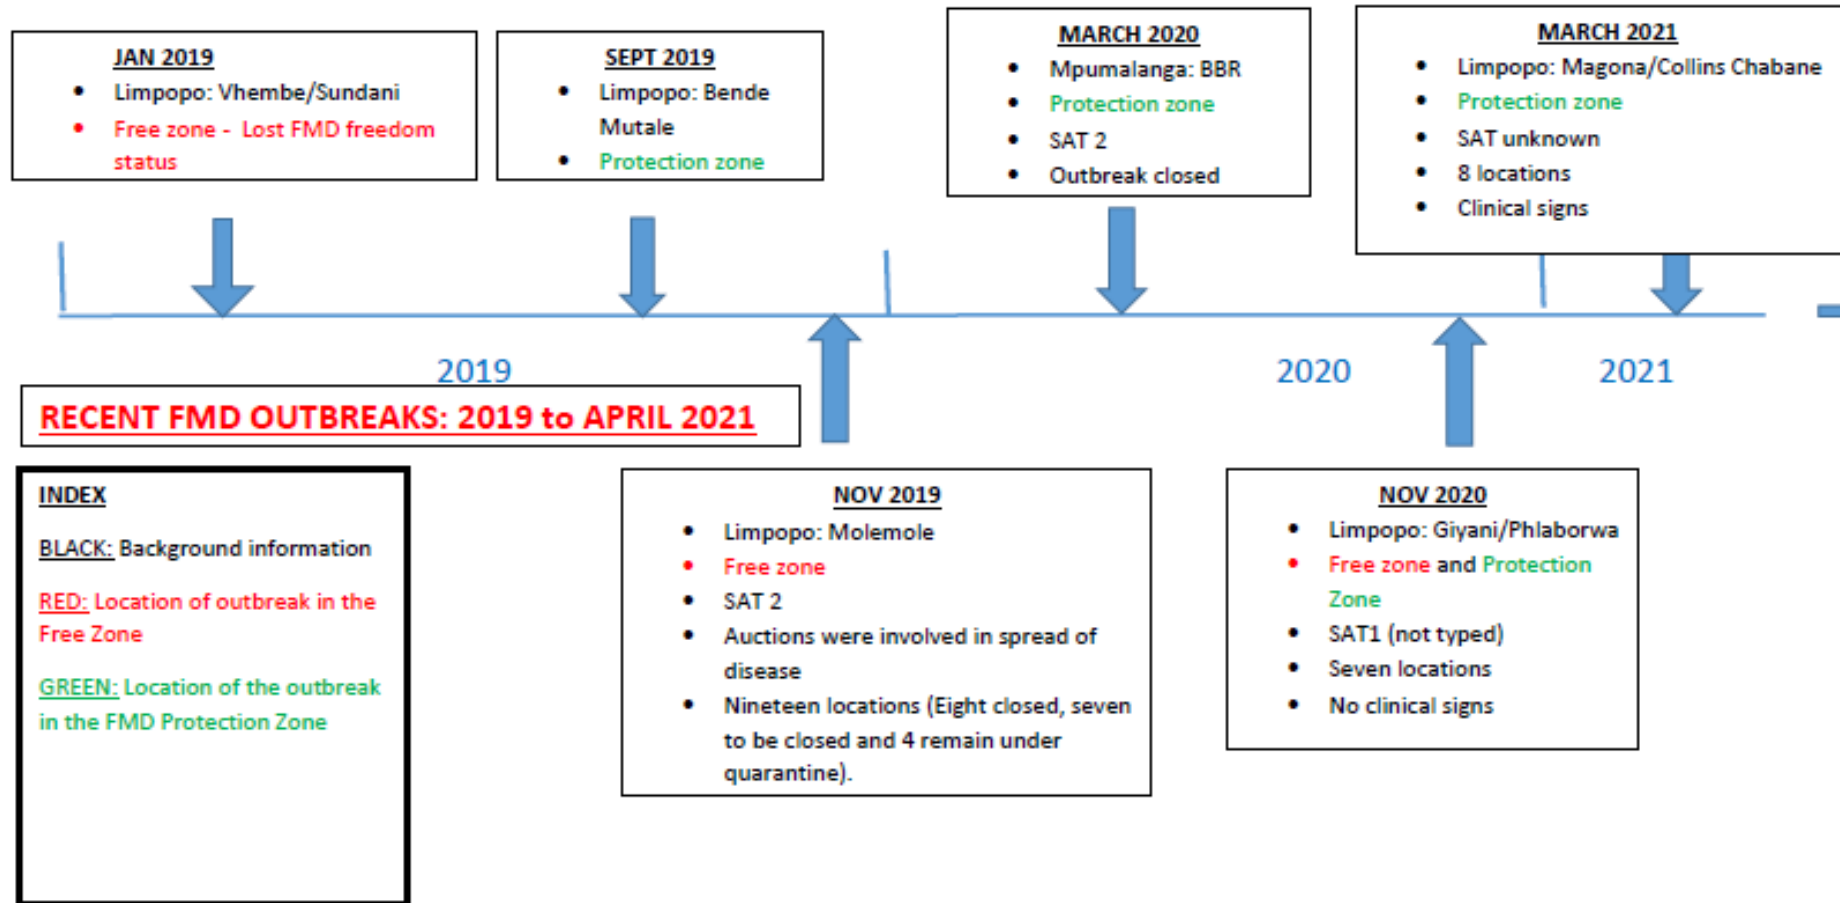 JAN 2019
• Limpopo: Vhembe/Sundani
• Free zone - Lost FMD freedom
status
SEPT 2019
• Limpopo: Bende
Mutale
• Protection zone
MARCH 2020
• Mpumalanga: BBR
• Protection zone
• SAT 2
• Outbreak closed
MARCH 2021
• Limpopo: Magona/Collins Chabane
• Protection zone
• SAT unknown
• 8 locations
• Clinical signs
2019
2020
2021
RECENT FMD OUTBREAKS: 2019 to APRIL 2021
INDEX
BLACK: Background information
RED: Location of outbreak in the
Free Zone
GREEN: Location of the outbreak
in the FMD Protection Zone
NOV 2019
• Limpopo: Molemole
• Free zone
• SAT 2
• Auctions were involved in spread of
disease
• Nineteen locations (Eight closed, seven
to be closed and 4 remain under
quarantine).
NOV 2020
• Limpopo: Giyani/Phlaborwa
• Free zone and Protection
Zone
• SAT1 (not typed)
• Seven locations
• No clinical signs